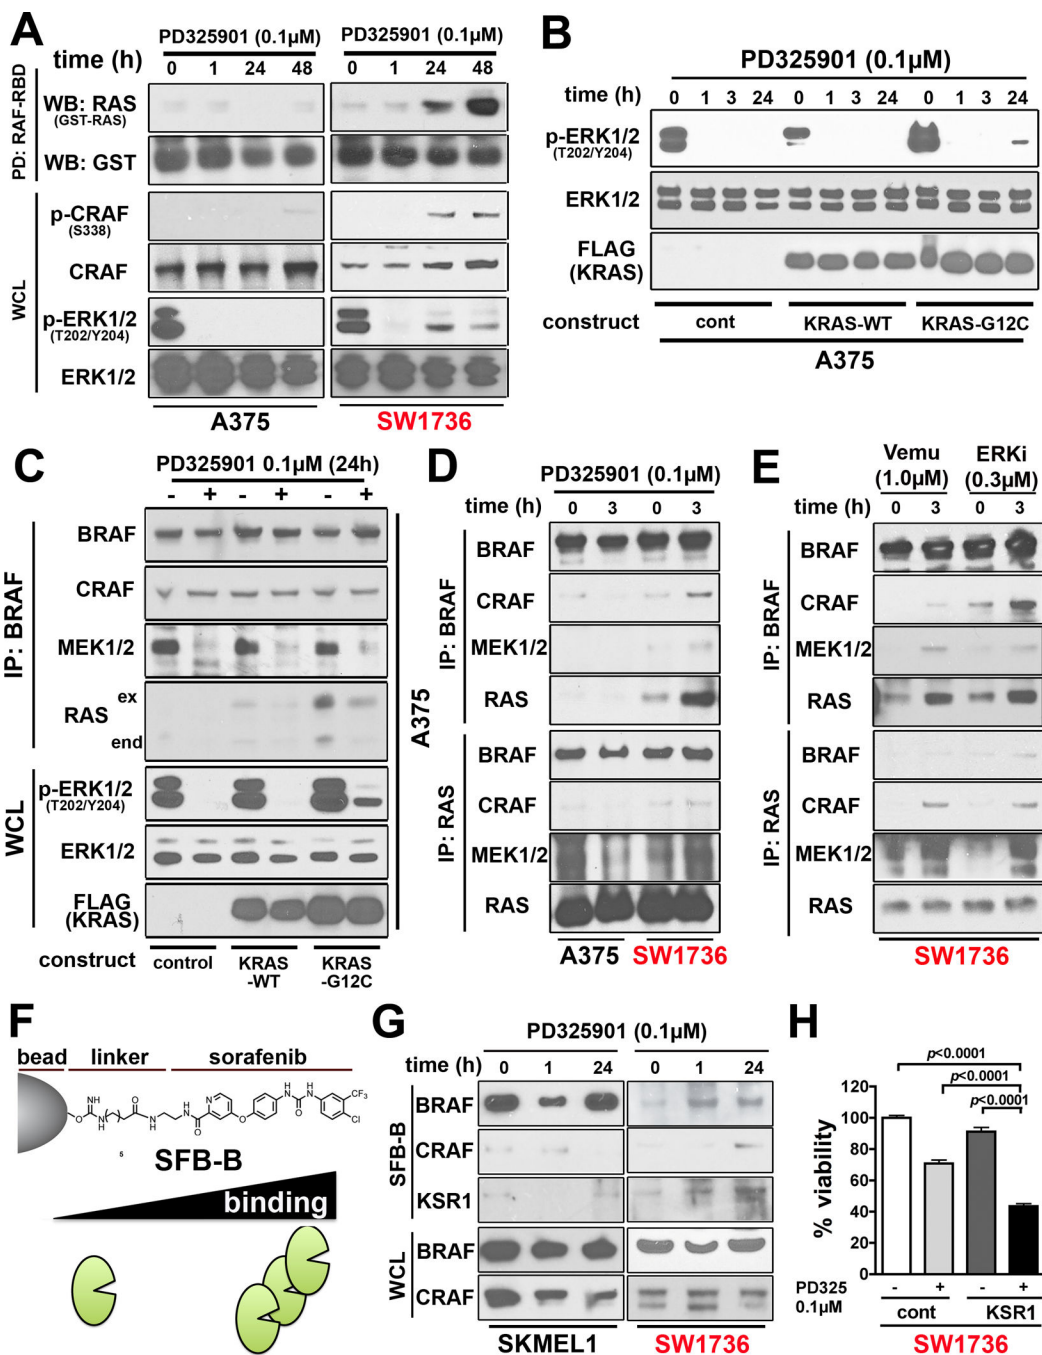 A
PD325901 (0.1µM)
PD325901 (0.1µM)
time (h)
0 1 24 48
0 1 24 48
PD: RAF-RBD
WB: RAS
(GST-RAS)
WB: GST
WCL
p-CRAF
(S338)
CRAF
p-ERK1/2
(T202/Y204)
ERK1/2
A375
SW1736
B
PD325901 (0.1µM)
time (h)
0 1 3 24 0 1 3 24 0 1 3 24
p-ERK1/2
(T202/Y204)
ERK1/2
FLAG
(KRAS)
construct
cont
KRAS-WT
KRAS-G12C
A375
C
PD325901 0.1µM (24h)
- + - + - +
IP: BRAF
BRAF
CRAF
MEK1/2
RAS
ex
end
WCL
p-ERK1/2
(T202/Y204)
ERK1/2
FLAG
(KRAS)
A375
construct
control
KRAS
-WT
KRAS
-G12C
D
PD325901 (0.1µM)
time (h)
0 3 0 3
IP: BRAF
BRAF
CRAF
MEK1/2
RAS
IP: RAS
BRAF
CRAF
MEK1/2
RAS
A375
SW1736
E
Vemu
(1.0µM)
ERKi
(0.3µM)
time (h)
0 3 0 3
IP: BRAF
BRAF
CRAF
MEK1/2
RAS
IP: RAS
BRAF
CRAF
MEK1/2
RAS
SW1736
F
bead
linker
sorafenib
O
NH
N
H
O
N
H
H
N
O
N
O
H
N
H
N
O
CF3
Cl
5
SFB-B
binding
G
PD325901 (0.1µM)
time (h)
0 1 24
0 1 24
SFB-B
BRAF
CRAF
KSR1
WCL
BRAF
CRAF
SKMEL1
SW1736
H
p<0.0001
p<0.0001
p<0.0001
% viability
120
100
80
60
40
20
0
PD325
0.1µM
- + - +
cont
KSR1
SW1736